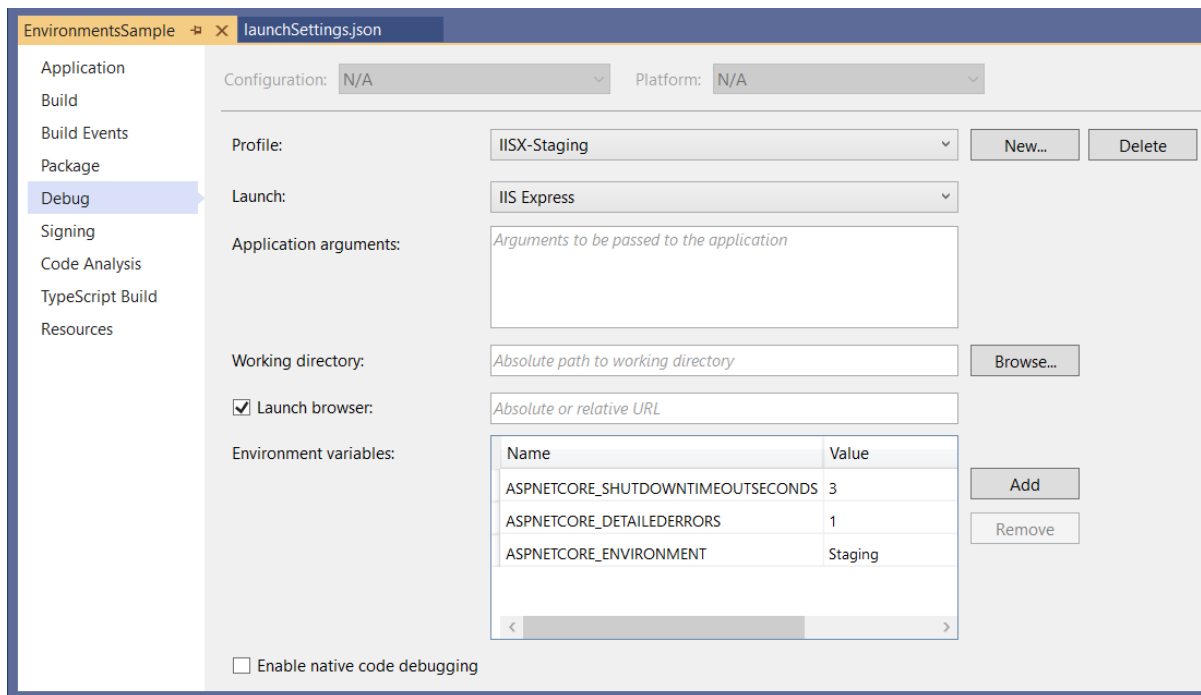 EnvironmentsSample launchSettings.json
Application
Build
Build Events
Package
Debug
Signing
Code Analysis
TypeScript Build
Resources
Configuration: N/A Platform: N/A
Profile: IISX-Staging New... Delete
Launch: IIS Express
Application arguments: Arguments to be passed to the application
Working directory: Absolute path to working directory Browse...
Launch browser: Absolute or relative URL
Environment variables: Name Value
ASPNETCORE_SHUTDOWNTIMEOUTSECONDS 3 Add
ASPNETCORE_DETAILEDERRORS 1 Remove
ASPNETCORE_ENVIRONMENT Staging
Enable native code debugging